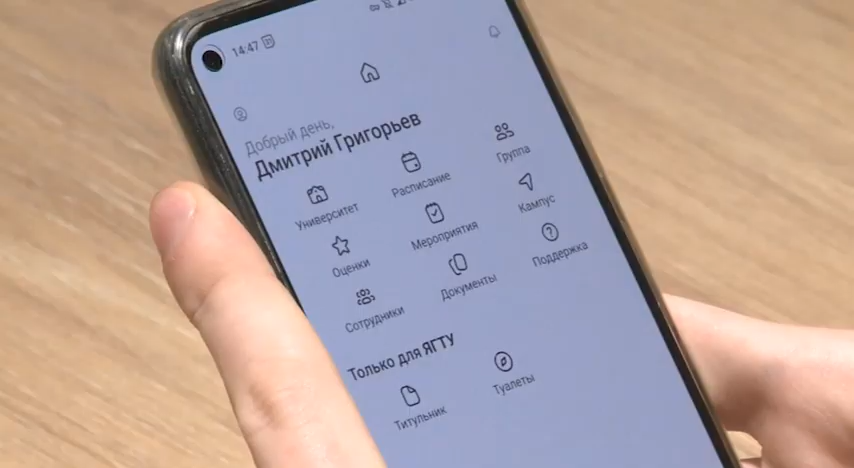 14:47
Добрый день,
Дмитрий Григорьев
Университет
Расписание
Группа
Оценки
Мероприятия
Кампус
Сотрудники
Документы
Поддержка
Только для ЯГТУ
Титульник
Туалеты